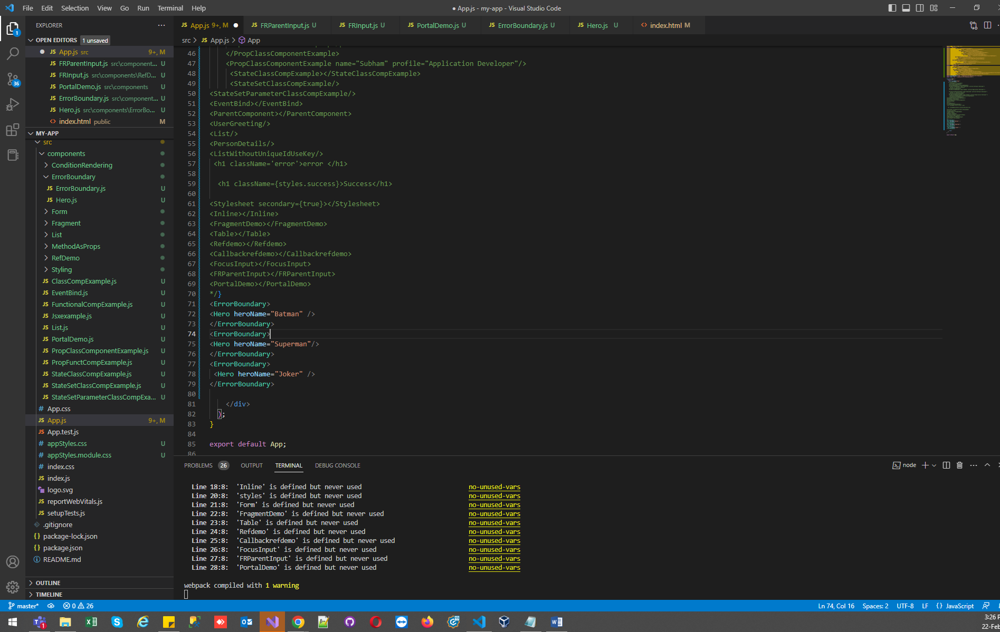 File Edit Selection View Go Run Terminal Help
● App.js - my-app - Visual Studio Code
EXPLORER ···
JS App.js 9+, M ●
JS FRParentInput.js U
JS FRInput.js U
JS PortalDemo.js U
JS ErrorBoundary.js U
JS Hero.js U
<> index.html M
OPEN EDITORS 1 unsaved
src > JS App.js > App
● JS App.js src 9+, M
JS FRParentInput.js src\component... U
JS FRInput.js src\components\RefD... U
JS PortalDemo.js src\components U
JS ErrorBoundary.js src\component... U
JS Hero.js src\components\ErrorBo... U
<> index.html public M
MY-APP
src
components
ConditionRendering
ErrorBoundary
JS ErrorBoundary.js U
JS Hero.js U
Form
Fragment
List
MethodAsProps
RefDemo
Styling
JS ClassCompExample.js U
JS EventBind.js U
JS FunctionalCompExample.js U
JS Jsxexample.js U
JS List.js U
JS PortalDemo.js U
JS PropClassComponentExample.js U
JS PropFunctCompExample.js U
JS StateClassCompExample.js U
JS StateSetClassCompExample.js U
JS StateSetParameterClassCompExa... U
# App.css
JS App.js 9+, M
JS App.test.js
# appStyles.css U
# appStyles.module.css U
# index.css
JS index.js
logo.svg
JS reportWebVitals.js
JS setupTests.js
.gitignore
{} package-lock.json
{} package.json
README.md
OUTLINE
TIMELINE
1
36
46 </PropClassComponentExample>
47 <PropClassComponentExample name="Subham" profile="Application Developer"/>
48 <StateClassCompExample></StateClassCompExample>
49 <StateSetClassCompExample/>
50 <StateSetParameterClassCompExample/>
51 <EventBind></EventBind>
52 <ParentComponent></ParentComponent>
53 <UserGreeting/>
54 <List/>
55 <PersonDetails/>
56 <ListWithoutUniqueIdUseKey/>
57 <h1 className='error'>error </h1>
58
59 <h1 className={styles.success}>Success</h1>
60
61 <Stylesheet secondary={true}></Stylesheet>
62 <Inline></Inline>
63 <FragmentDemo></FragmentDemo>
64 <Table></Table>
65 <Refdemo></Refdemo>
66 <Callbackrefdemo></Callbackrefdemo>
67 <FocusInput></FocusInput>
68 <FRParentInput></FRParentInput>
69 <PortalDemo></PortalDemo>
70 */}
71 <ErrorBoundary>
72 <Hero heroName="Batman" />
73 </ErrorBoundary>
74 <ErrorBoundary>
75 <Hero heroName="Superman"/>
76 </ErrorBoundary>
77 <ErrorBoundary>
78 <Hero heroName="Joker" />
79 </ErrorBoundary>
80
81 </div>
82 );
83 }
84
85 export default App;
86
PROBLEMS 26 OUTPUT TERMINAL DEBUG CONSOLE
node
Line 18:8: 'Inline' is defined but never used no-unused-vars
Line 20:8: 'styles' is defined but never used no-unused-vars
Line 21:8: 'Form' is defined but never used no-unused-vars
Line 22:8: 'FragmentDemo' is defined but never used no-unused-vars
Line 23:8: 'Table' is defined but never used no-unused-vars
Line 24:8: 'Refdemo' is defined but never used no-unused-vars
Line 25:8: 'Callbackrefdemo' is defined but never used no-unused-vars
Line 26:8: 'FocusInput' is defined but never used no-unused-vars
Line 27:8: 'FRParentInput' is defined but never used no-unused-vars
Line 28:8: 'PortalDemo' is defined but never used no-unused-vars
webpack compiled with 1 warning
master* 0 26
Ln 74, Col 16 Spaces: 2 UTF-8 LF {} JavaScript
3:26 P
22-Feb